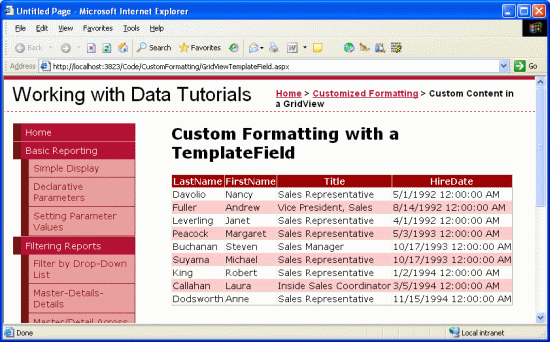 Untitled Page - Microsoft Internet Explorer
File Edit View Favorites Tools Help
Back Search Favorites
Address http://localhost:3823/Code/CustomFormatting/GridViewTemplateField.aspx Go
Working with Data Tutorials
Home > Customized Formatting > Custom Content in a GridView
Home
Basic Reporting
Simple Display
Declarative
Parameters
Setting Parameter
Values
Filtering Reports
Filter by Drop-Down
List
Master-Details-
Details
Master/Detail Across
Custom Formatting with a
TemplateField
LastName FirstName Title HireDate
Davolio Nancy Sales Representative 5/1/1992 12:00:00 AM
Fuller Andrew Vice President, Sales 8/14/1992 12:00:00 AM
Leverling Janet Sales Representative 4/1/1992 12:00:00 AM
Peacock Margaret Sales Representative 5/3/1993 12:00:00 AM
Buchanan Steven Sales Manager 10/17/1993 12:00:00 AM
Suyama Michael Sales Representative 10/17/1993 12:00:00 AM
King Robert Sales Representative 1/2/1994 12:00:00 AM
Callahan Laura Inside Sales Coordinator 3/5/1994 12:00:00 AM
Dodsworth Anne Sales Representative 11/15/1994 12:00:00 AM
Done Local intranet